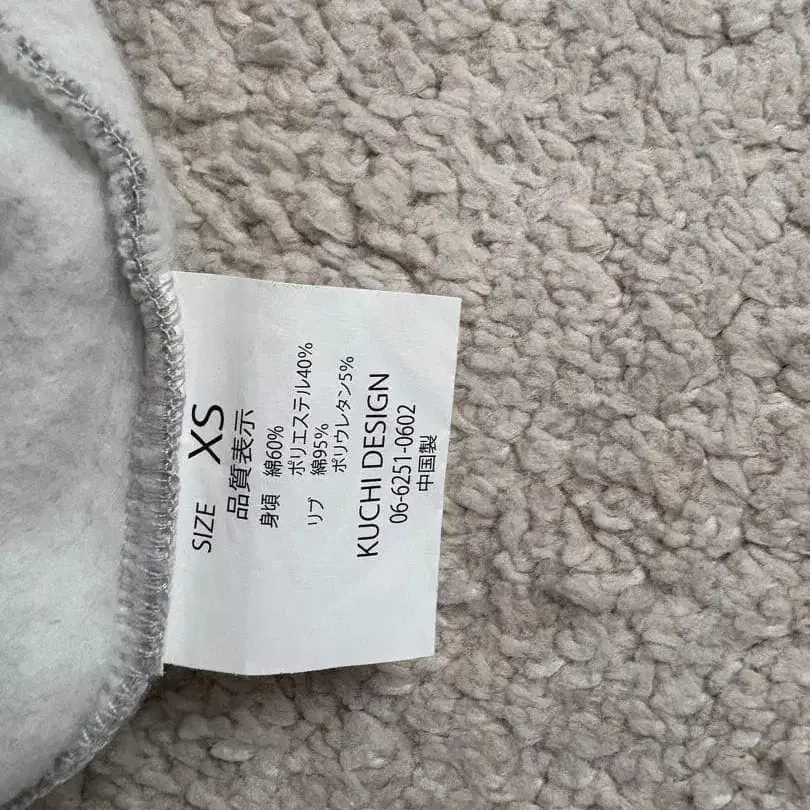 SIZE XS
品質表示
身頃 綿60%
ポリエステル40%
リブ 綿95%
ポリウレタン5%
KUCHI DESIGN
06-6251-0602
中国製